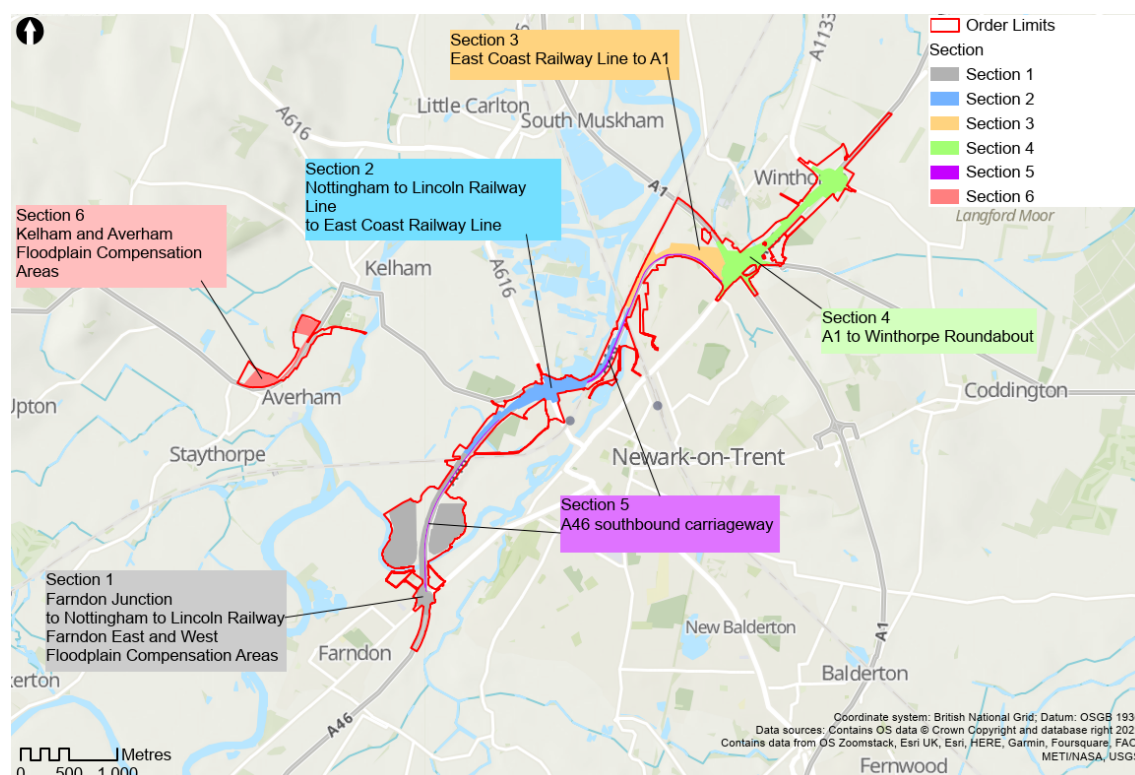 Order Limits
Section
Section 1
Section 2
Section 3
Section 4
Section 5
Section 6
Section 3
East Coast Railway Line to A1
A1133
A616
Little Carlton
South Muskham
A1
Section 2
Nottingham to Lincoln Railway
Line
to East Coast Railway Line
Langford Moor
Section 6
Kelham and Averham
Floodplain Compensation
Areas
Kelham
A616
Section 4
A1 to Winthorpe Roundabout
Averham
Coddington
Upton
Staythorpe
Newark-on-Trent
Section 5
A46 southbound carriageway
Section 1
Farndon Junction
to Nottingham to Lincoln Railway
Farndon East and West
Floodplain Compensation Areas
New Balderton
A1
Farndon
Balderton
A46
Fernwood
Coordinate system: British National Grid; Datum: OSGB 193
Data sources: Contains OS data © Crown Copyright and database right 202
Contains data from OS Zoomstack, Esri UK, Esri, HERE, Garmin, Foursquare, FAO
METI/NASA, USGS
Metres
0 500 1,000